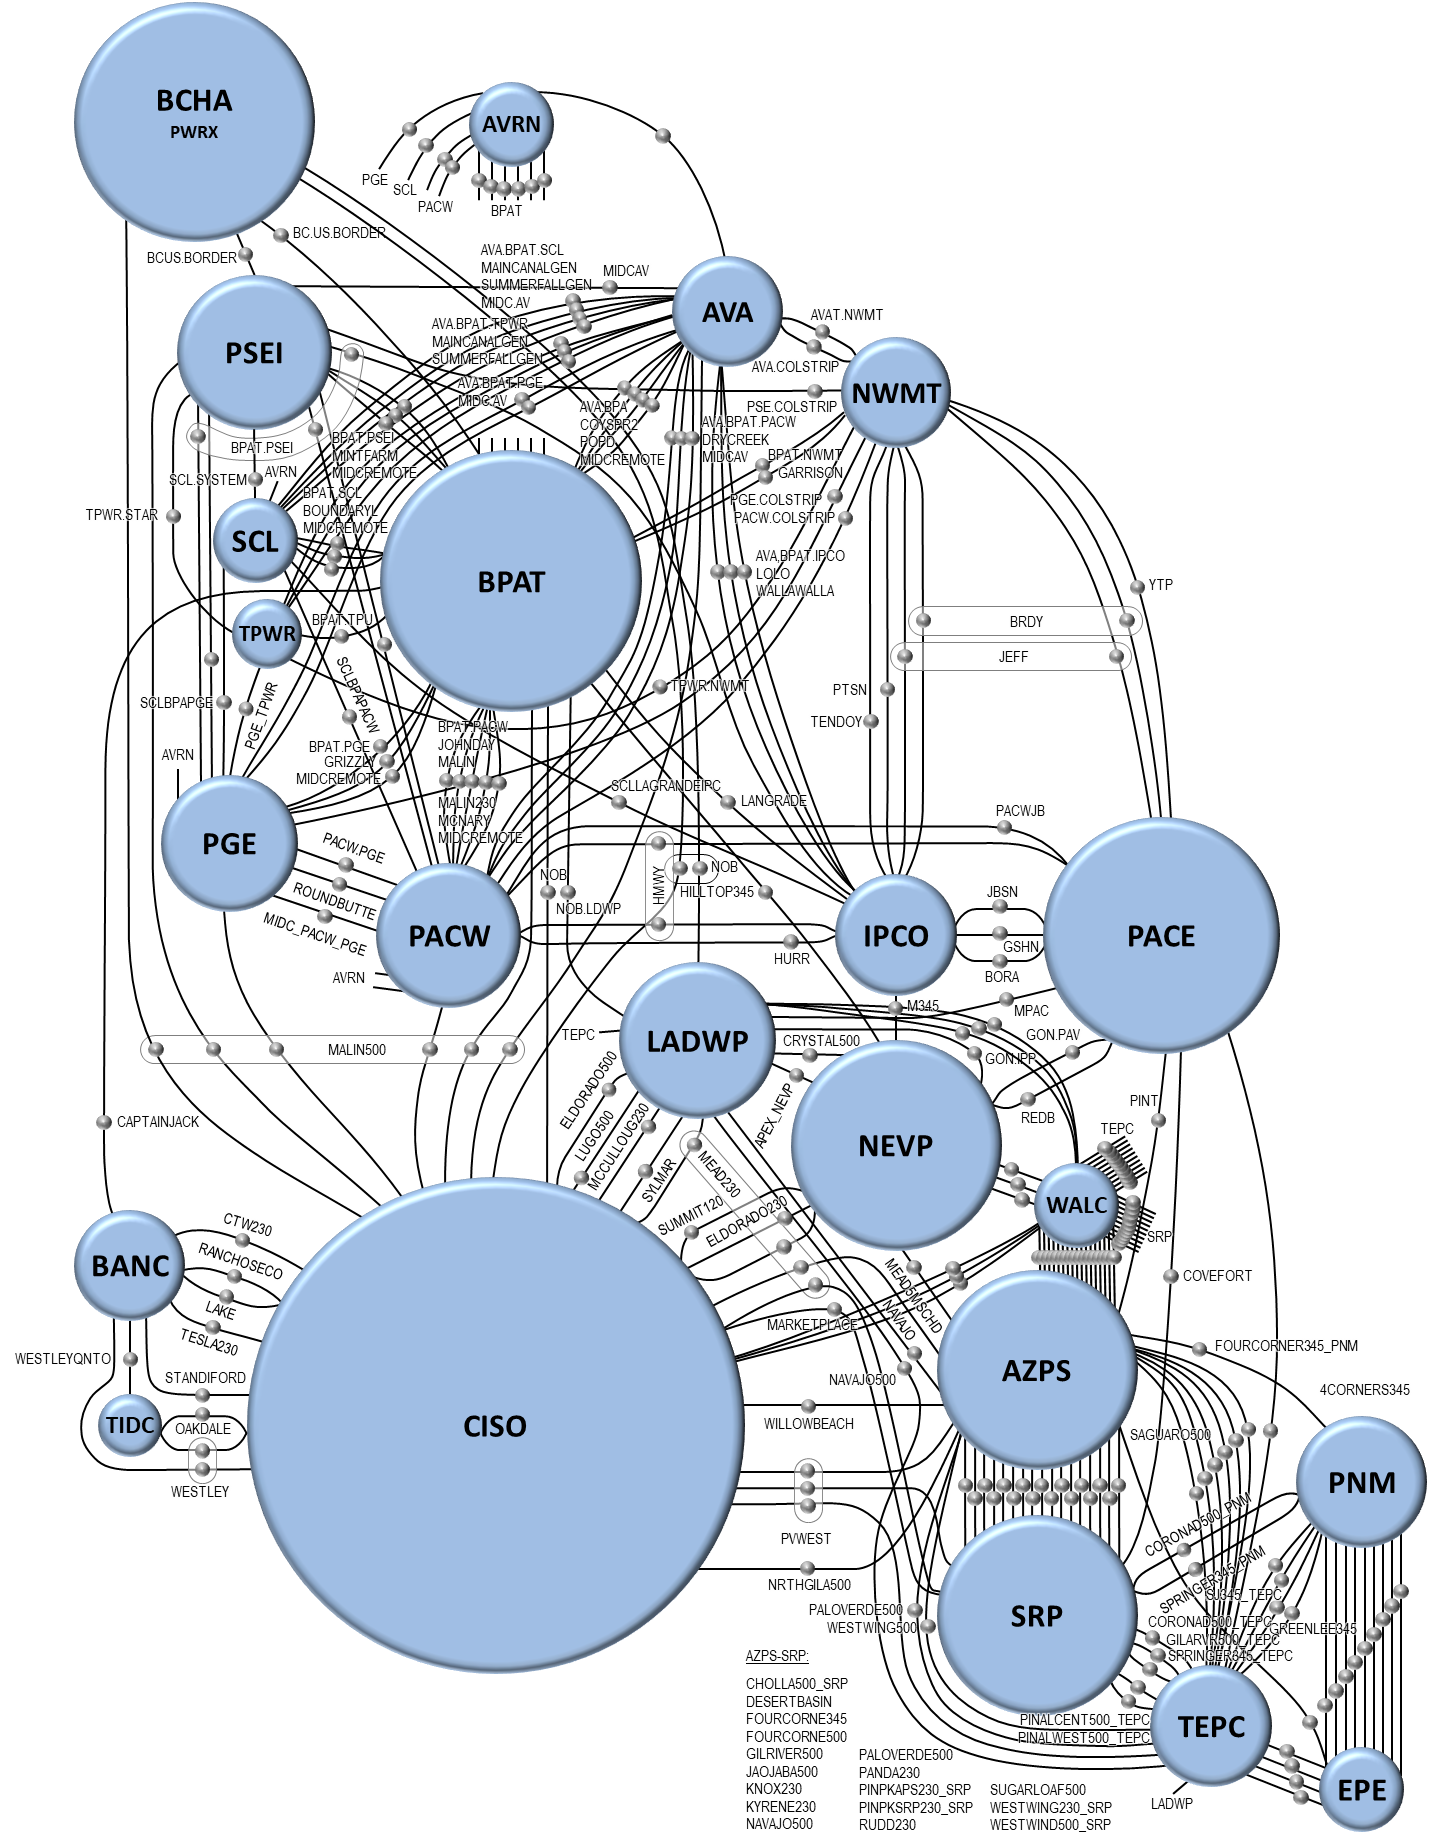 BCHA
PWRX
AVRN
PGE
SCL
PACW
BPAT
BC.US.BORDER
BCUS.BORDER
AVA.BPAT.SCL
MAINCANALGEN
SUMMERFALLGEN
MIDC.AV
MIDCAV
AVA
AVAT.NWMT
AVA.COLSTRIP
PSEI
AVA.BPAT.TPWR
MAINCANALGEN
SUMMERFALLGEN
AVA.BPAT.PGE
MIDC.AV
NWMT
PSE.COLSTRIP
AVA.BPA
COYSPR2
POPD
MIDCREMOTE
AVA.BPAT.PACW
DRYCREEK
MIDCAV
BPAT.NWMT
GARRISON
BPAT.PSEI
BPAT.PSEI
MINTFARM
MIDCREMOTE
SCL.SYSTEM
AVRN
BPAT.SCL
BOUNDARYL
MIDCREMOTE
PGE.COLSTRIP
PACW.COLSTRIP
TPWR.STAR
SCL
BPAT
AVA,BPAT.IPCO
LOLO
WALLAWALLA
YTP
BRDY
JEFF
BPAT.TPU
TPWR
SCLBPAPACW
SCLBPAPGE
PGE_TPWR
TPWR.NWMT
PTSN
TENDOY
AVRN
BPAT.PGE
GRIZZLY
MIDCREMOTE
BPAT.PACW
JOHNDAY
MALIN
MALIN230
MCNARY
MIDCREMOTE
SCLLAGRANDEIPC
LANGRADE
PACWJB
PGE
PACW.PGE
ROUNDBUTTE
MIDC_PACW_PGE
NOB
NOB.LDWP
HMWY
NOB
HILLTOP345
JBSN
GSHN
BORA
PACW
IPCO
PACE
HURR
AVRN
M345
MPAC
TEPC
LADWP
CRYSTAL500
GON.IPP
GON.PAV
MALIN500
ELDORADO500
LUGO500
MCCULLOUG230
SYLMAR
MEAD230
APEX_NEVP
NEVP
REDB
PINT
TEPC
CAPTAINJACK
WALC
SRP
SUMMIT120
ELDORADO230
CTW230
RANCHOSECO
BANC
LAKE
TESLA230
MEAD5MSCHD
NAVAJO
COVEFORT
MARKETPLACE
FOURCORNER345_PNM
WESTLEYQNTO
STANDIFORD
NAVAJO500
AZPS
4CORNERS345
TIDC
OAKDALE
CISO
WILLOWBEACH
SAGUARO500
WESTLEY
PNM
CORONAD500_PNM
PVWEST
NRTHGILA500
SPRINGER345_PNM
SJ345_TEPC
PALOVERDE500
WESTWING500
SRP
CORONAD500_TEPC
GREENLEE345
GILARVR500_TEPC
SPRINGER345_TEPC
AZPS-SRP:
CHOLLA500_SRP
DESERTBASIN
FOURCORNE345
FOURCORNE500
GILRIVER500
JAOJABA500
KNOX230
KYRENE230
NAVAJO500
PALOVERDE500
PANDA230
PINPKAPS230_SRP
PINPKSRP230_SRP
RUDD230
SUGARLOAF500
WESTWING230_SRP
WESTWIND500_SRP
PINALCENT500_TEPC
PINALWEST500_TEPC
TEPC
LADWP
EPE